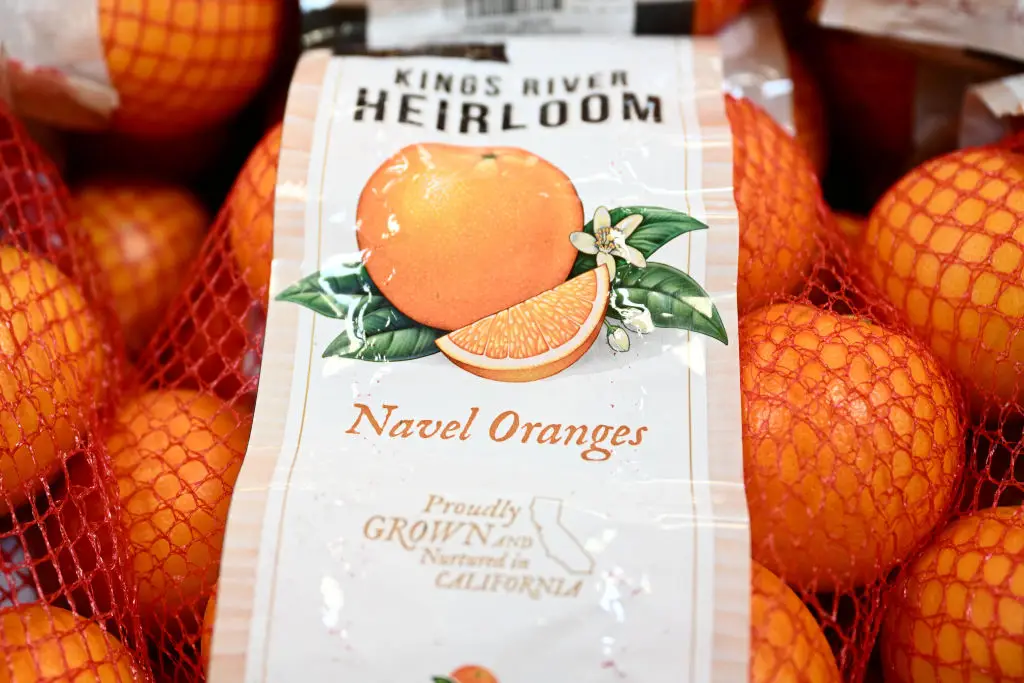 KINGS RIVER
HEIRLOOM
Navel Oranges
Proudly
GROWN AND
Nurtured in
CALIFORNIA